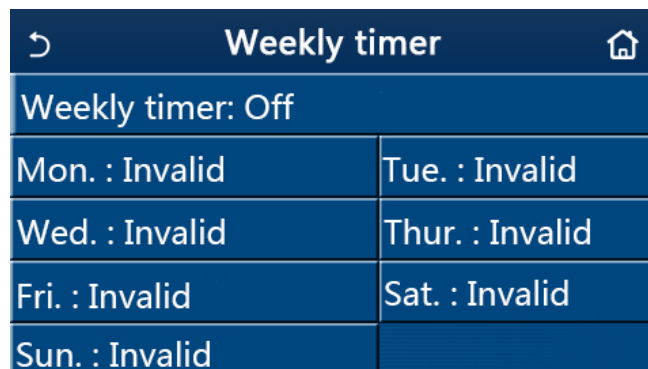 Weekly timer
Weekly timer: Off
Mon. : Invalid
Tue. : Invalid
Wed. : Invalid
Thur. : Invalid
Fri. : Invalid
Sat. : Invalid
Sun. : Invalid